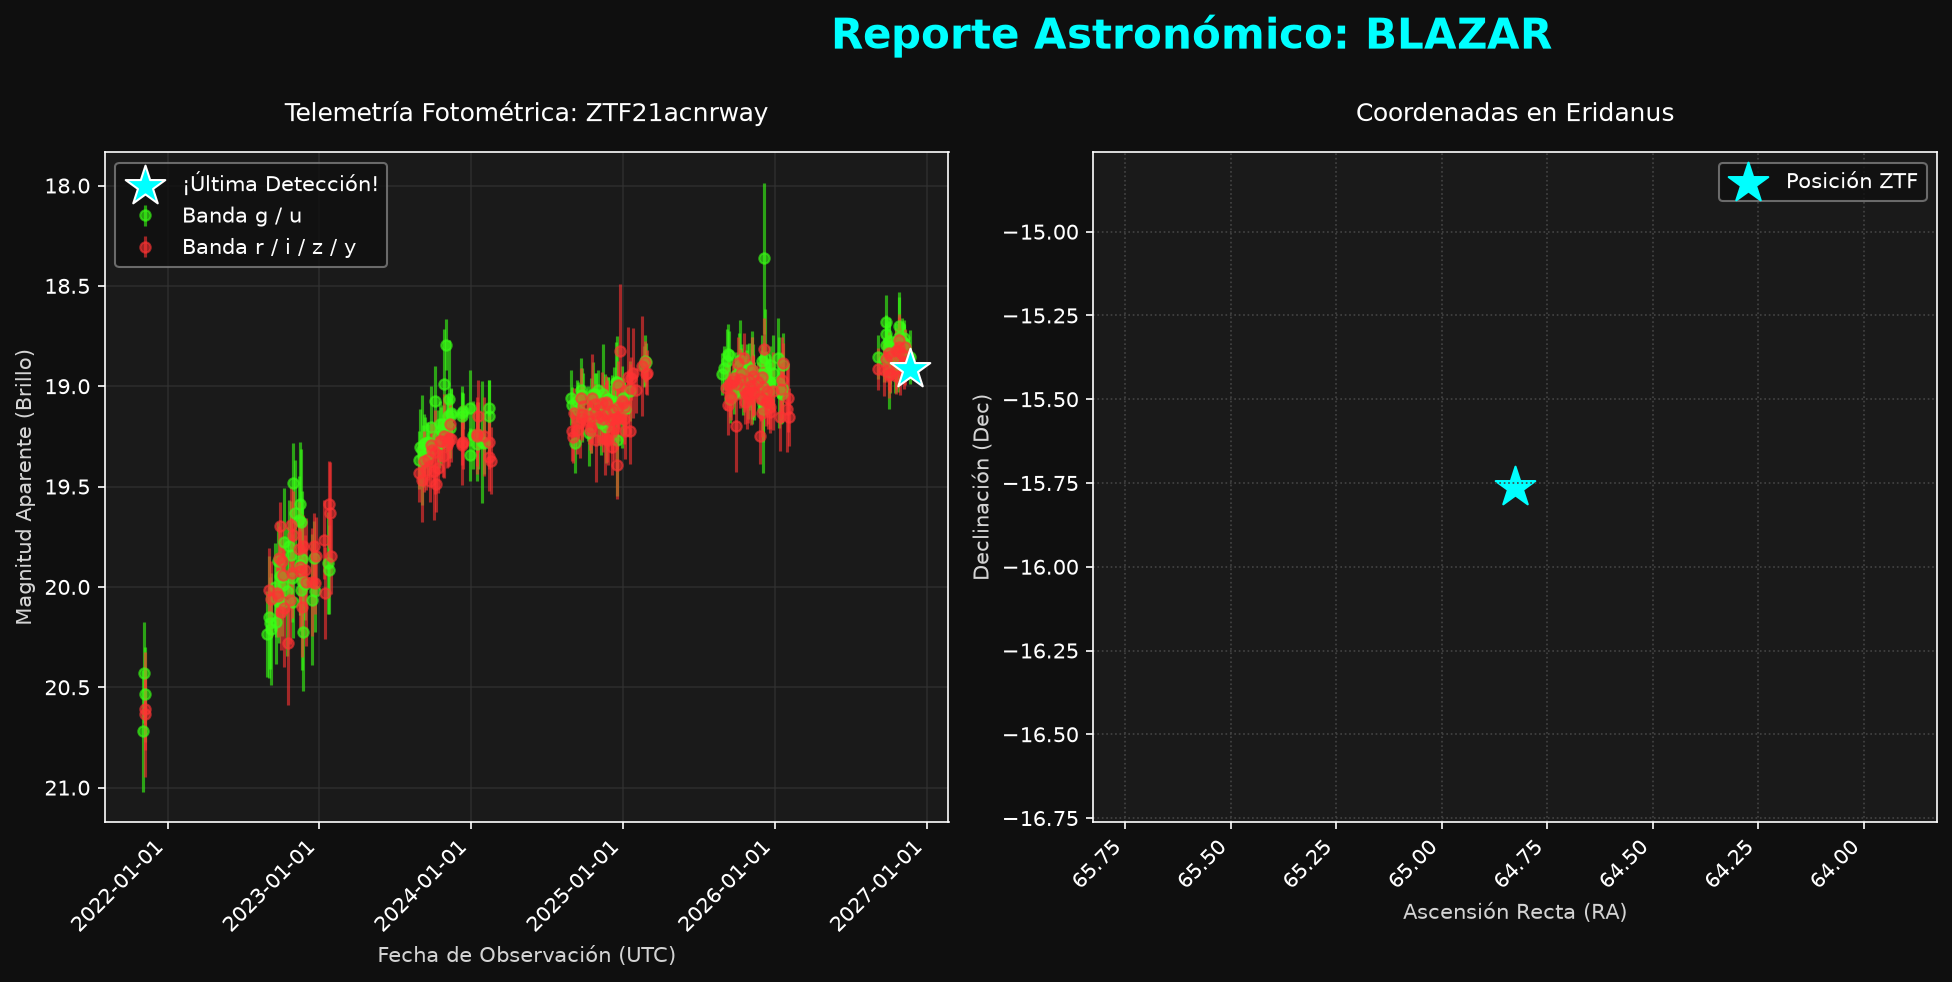 Reporte Astronómico: BLAZAR
Telemetría Fotométrica: ZTF21acnrway
¡Última Detección!
Banda g / u
Banda r / i / z / y
Magnitud Aparente (Brillo)
18.0
18.5
19.0
19.5
20.0
20.5
21.0
2022-01-01
2023-01-01
2024-01-01
2025-01-01
2026-01-01
2027-01-01
Fecha de Observación (UTC)
Coordenadas en Eridanus
Posición ZTF
Declinación (Dec)
−15.00
−15.25
−15.50
−15.75
−16.00
−16.25
−16.50
−16.75
65.75
65.50
65.25
65.00
64.75
64.50
64.25
64.00
Ascensión Recta (RA)